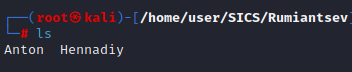 ┌──(root㉿kali)-[/home/user/SICS/Rumiantsev]
└─# ls
Anton  Hennadiy